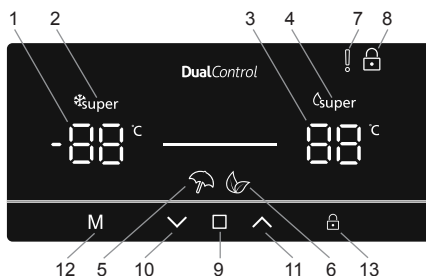 1 2 3 4 7 8
DualControl
super super
-88 °C 88 °C
M
12 5 10 9 11 6 13